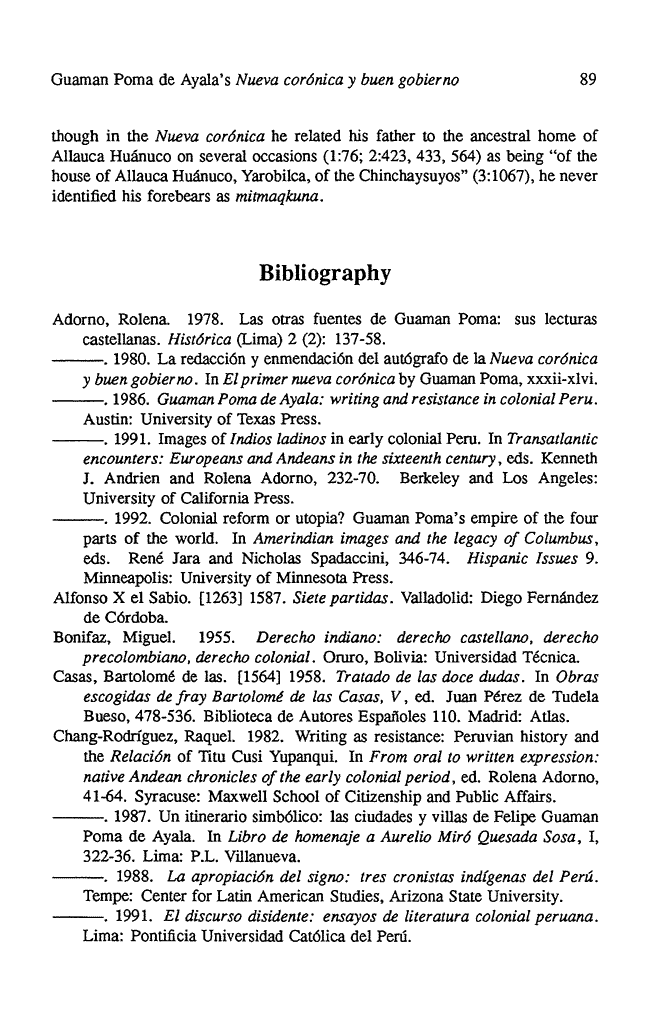 Guaman Poma de Ayala's Nueva corónica y buen gobierno 89
though in the Nueva corónica he related his father to the ancestral home of
Allauca Huánuco on several occasions (1:76; 2:423, 433, 564) as being "of the
house of Allauca Huánuco, Yarobilca, of the Chinchaysuyos" (3:1067), he never
identified his forebears as mitmaqkuna.
Bibliography
Adorno, Rolena. 1978. Las otras fuentes de Guaman Poma: sus lecturas
castellanas. Histórica (Lima) 2 (2): 137-58.
———. 1980. La redacción y enmendación del autógrafo de la Nueva corónica
y buen gobierno. In El primer nueva corónica by Guaman Poma, xxxii-xlvi.
———. 1986. Guaman Poma de Ayala: writing and resistance in colonial Peru.
Austin: University of Texas Press.
———. 1991. Images of Indios ladinos in early colonial Peru. In Transatlantic
encounters: Europeans and Andeans in the sixteenth century, eds. Kenneth
J. Andrien and Rolena Adorno, 232-70. Berkeley and Los Angeles:
University of California Press.
———. 1992. Colonial reform or utopia? Guaman Poma's empire of the four
parts of the world. In Amerindian images and the legacy of Columbus,
eds. René Jara and Nicholas Spadaccini, 346-74. Hispanic Issues 9.
Minneapolis: University of Minnesota Press.
Alfonso X el Sabio. [1263] 1587. Siete partidas. Valladolid: Diego Fernández
de Córdoba.
Bonifaz, Miguel. 1955. Derecho indiano: derecho castellano, derecho
precolombiano, derecho colonial. Oruro, Bolivia: Universidad Técnica.
Casas, Bartolomé de las. [1564] 1958. Tratado de las doce dudas. In Obras
escogidas de fray Bartolomé de las Casas, V, ed. Juan Pérez de Tudela
Bueso, 478-536. Biblioteca de Autores Españoles 110. Madrid: Atlas.
Chang-Rodríguez, Raquel. 1982. Writing as resistance: Peruvian history and
the Relación of Titu Cusi Yupanqui. In From oral to written expression:
native Andean chronicles of the early colonial period, ed. Rolena Adorno,
41-64. Syracuse: Maxwell School of Citizenship and Public Affairs.
———. 1987. Un itinerario simbólico: las ciudades y villas de Felipe Guaman
Poma de Ayala. In Libro de homenaje a Aurelio Miró Quesada Sosa, I,
322-36. Lima: P.L. Villanueva.
———. 1988. La apropiación del signo: tres cronistas indígenas del Perú.
Tempe: Center for Latin American Studies, Arizona State University.
———. 1991. El discurso disidente: ensayos de literatura colonial peruana.
Lima: Pontificia Universidad Católica del Perú.